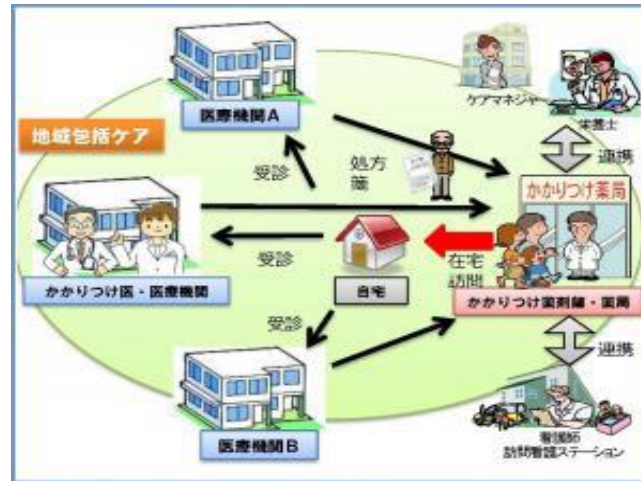 医療機関A
ケアマネジャー
栄養士
地域包括ケア
受診
処方
箋
連携
かかりつけ薬局
受診
在宅
訪問
かかりつけ医・医療機関
自宅
かかりつけ薬剤師・薬局
受診
連携
医療機関B
看護師
訪問看護ステーション